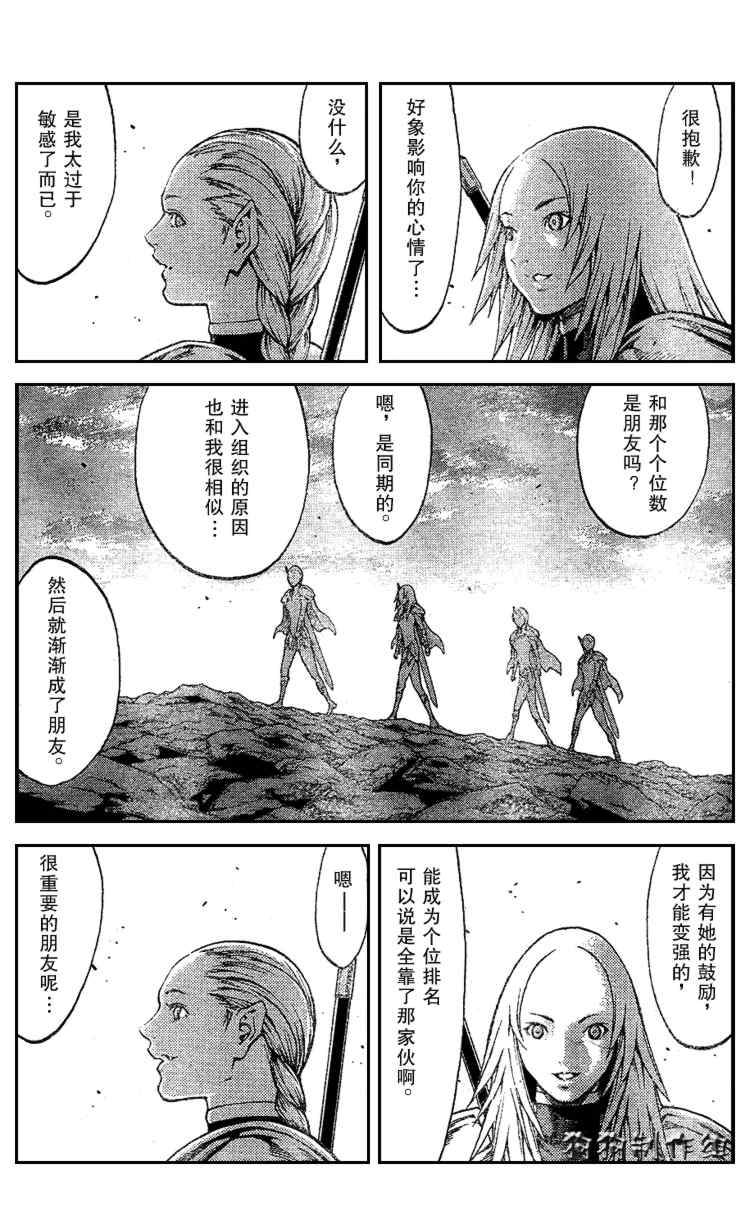 很抱歉！
好象影响你的心情了…
没什么，
是我太过于
敏感了而已。
和那个个位数
是朋友吗？
嗯，是同期的。
进入组织的原因
也和我很相似…
然后就渐渐成了朋友。
因为有她的鼓励，
我才能变强的，
能成为个位排名
可以说是全靠了那家伙啊。
嗯——
很重要的朋友呢…